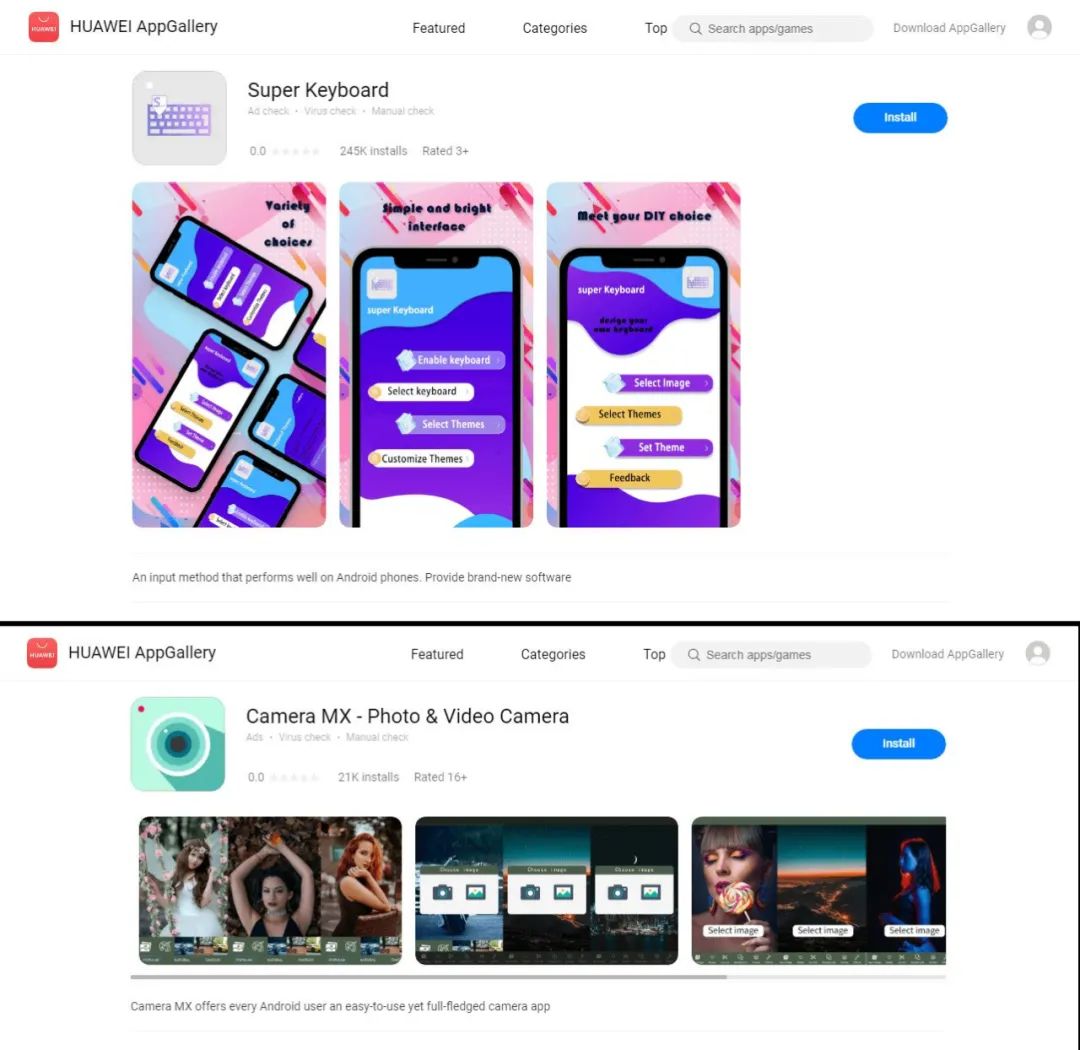 HUAWEI
HUAWEI AppGallery
Featured
Categories
Top
Search apps/games
Download AppGallery
S
Super Keyboard
Ad check • Virus check • Manual check
Install
0.0
245K installs
Rated 3+
Variety
of
choices
Simple and bright
interface
super Keyboard
Enable keyboard
Select keyboard
Select Themes
Customize Themes
Meet your DIY choice
super Keyboard
design your
own keyboard
Select Image
Select Themes
Set Theme
Feedback
An input method that performs well on Android phones. Provide brand-new software
HUAWEI
HUAWEI AppGallery
Featured
Categories
Top
Search apps/games
Download AppGallery
Camera MX - Photo & Video Camera
Ads • Virus check • Manual check
Install
0.0
21K installs
Rated 16+
Choose image
Choose image
Choose image
Select image
Select image
Select image
Camera MX offers every Android user an easy-to-use yet full-fledged camera app